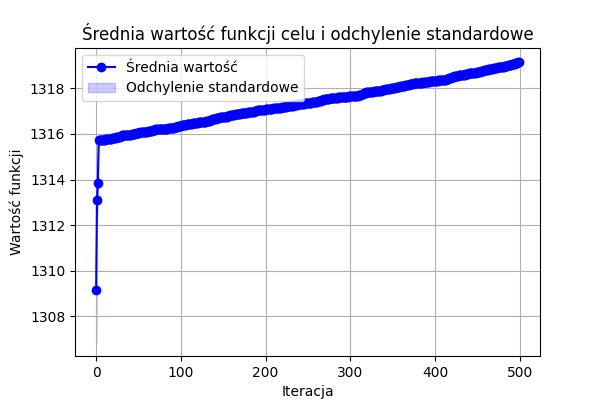 Średnia wartość funkcji celu i odchylenie standardowe
Średnia wartość
Odchylenie standardowe
Wartość funkcji
1318
1316
1314
1312
1310
1308
0 100 200 300 400 500
Iteracja